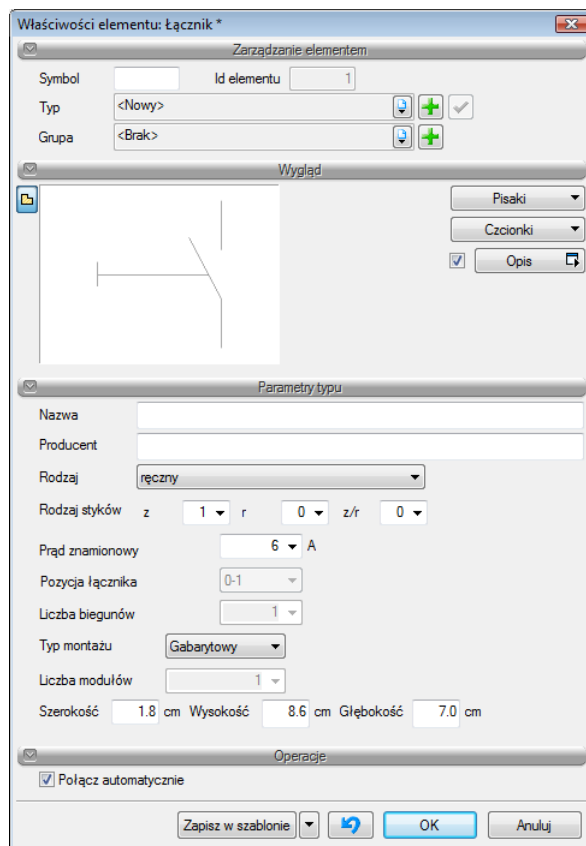 Właściwości elementu: Łącznik *
Zarządzanie elementem
Symbol Id elementu 1
Typ <Nowy>
Grupa <Brak>
Wygląd
Pisaki
Czcionki
Opis
Parametry typu
Nazwa
Producent
Rodzaj ręczny
Rodzaj styków z 1 r 0 z/r 0
Prąd znamionowy 6 A
Pozycja łącznika 0-1
Liczba biegunów 1
Typ montażu Gabarytowy
Liczba modułów 1
Szerokość 1.8 cm Wysokość 8.6 cm Głębokość 7.0 cm
Operacje
Połącz automatycznie
Zapisz w szablonie OK Anuluj